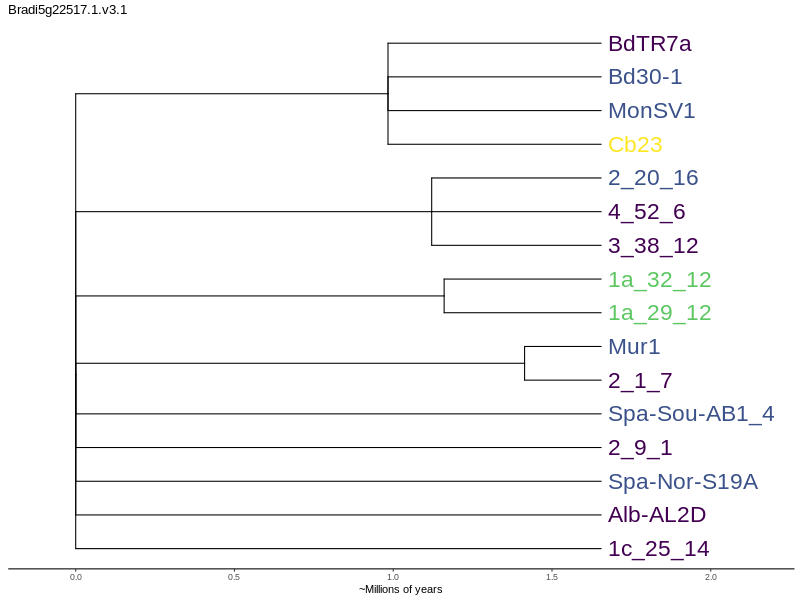 Bradi5g22517.1.v3.1
BdTR7a
Bd30-1
MonSV1
Cb23
2_20_16
4_52_6
3_38_12
1a_32_12
1a_29_12
Mur1
2_1_7
Spa-Sou-AB1_4
2_9_1
Spa-Nor-S19A
Alb-AL2D
1c_25_14
0.0 0.5 1.0 1.5 2.0
~Millions of years